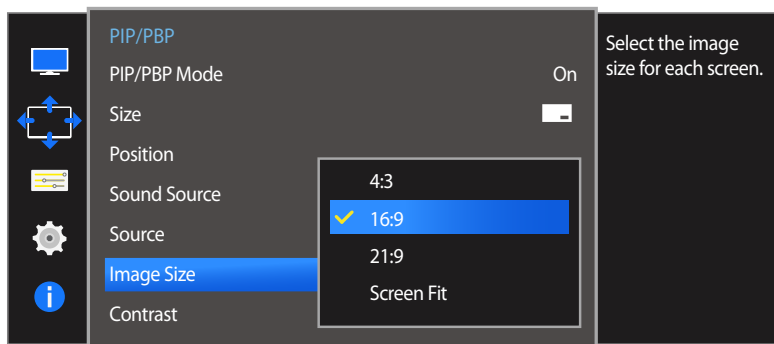 PIP/PBP
PIP/PBP Mode On
Size
Position
Sound Source
Source
Image Size
Contrast
4:3
16:9
21:9
Screen Fit
Select the image
size for each screen.